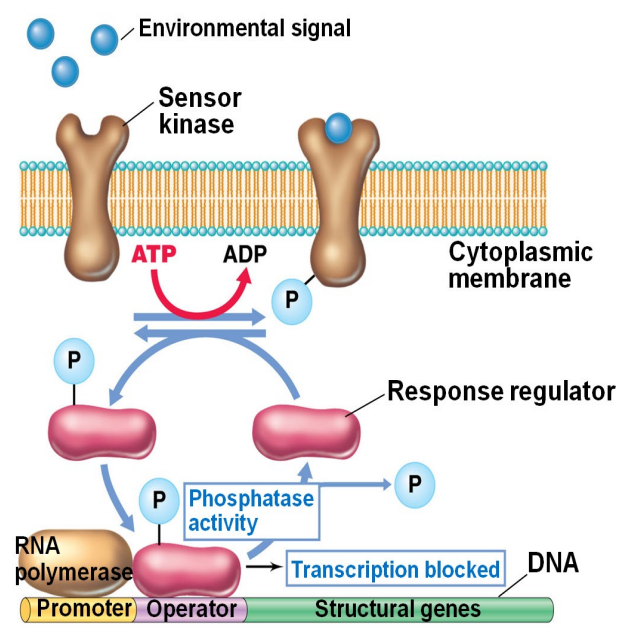 Environmental signal
Sensor
kinase
ATP
ADP
Cytoplasmic
membrane
P
P
Response regulator
P
P
Phosphatase
activity
RNA
polymerase
Transcription blocked
DNA
Promoter
Operator
Structural genes